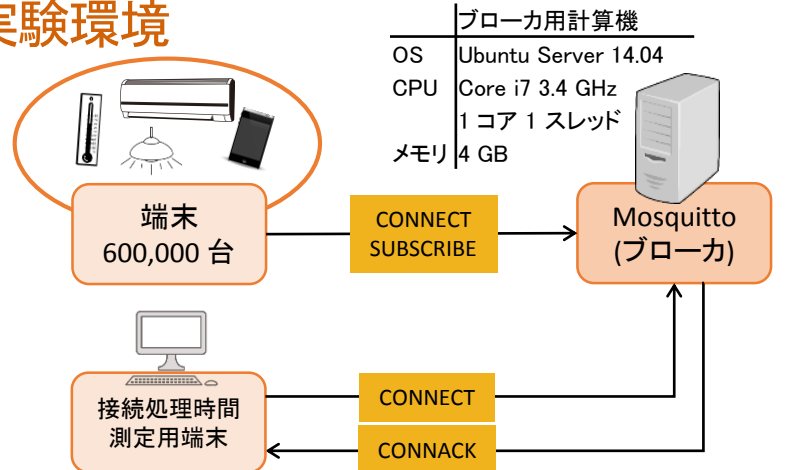 実験環境
ブローカ用計算機
OS Ubuntu Server 14.04
CPU Core i7 3.4 GHz
1 コア 1 スレッド
メモリ 4 GB
端末
600,000 台
CONNECT
SUBSCRIBE
Mosquitto
(ブローカ)
接続処理時間
測定用端末
CONNECT
CONNACK